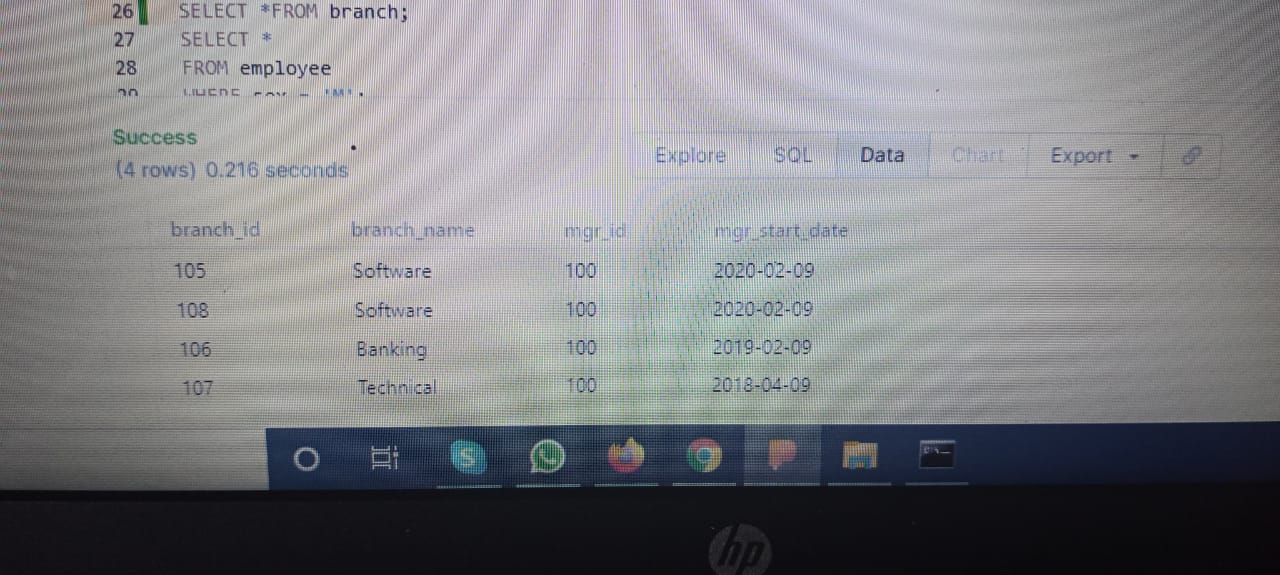 26 SELECT *FROM branch;
27 SELECT *
28 FROM employee
Success
(4 rows) 0.216 seconds
Explore SQL Data Chart Export
branch_id branch_name mgr_id mgr_start_date
105 Software 100 2020-02-09
108 Software 100 2020-02-09
106 Banking 100 2019-02-09
107 Technical 100 2018-04-09
S
hp